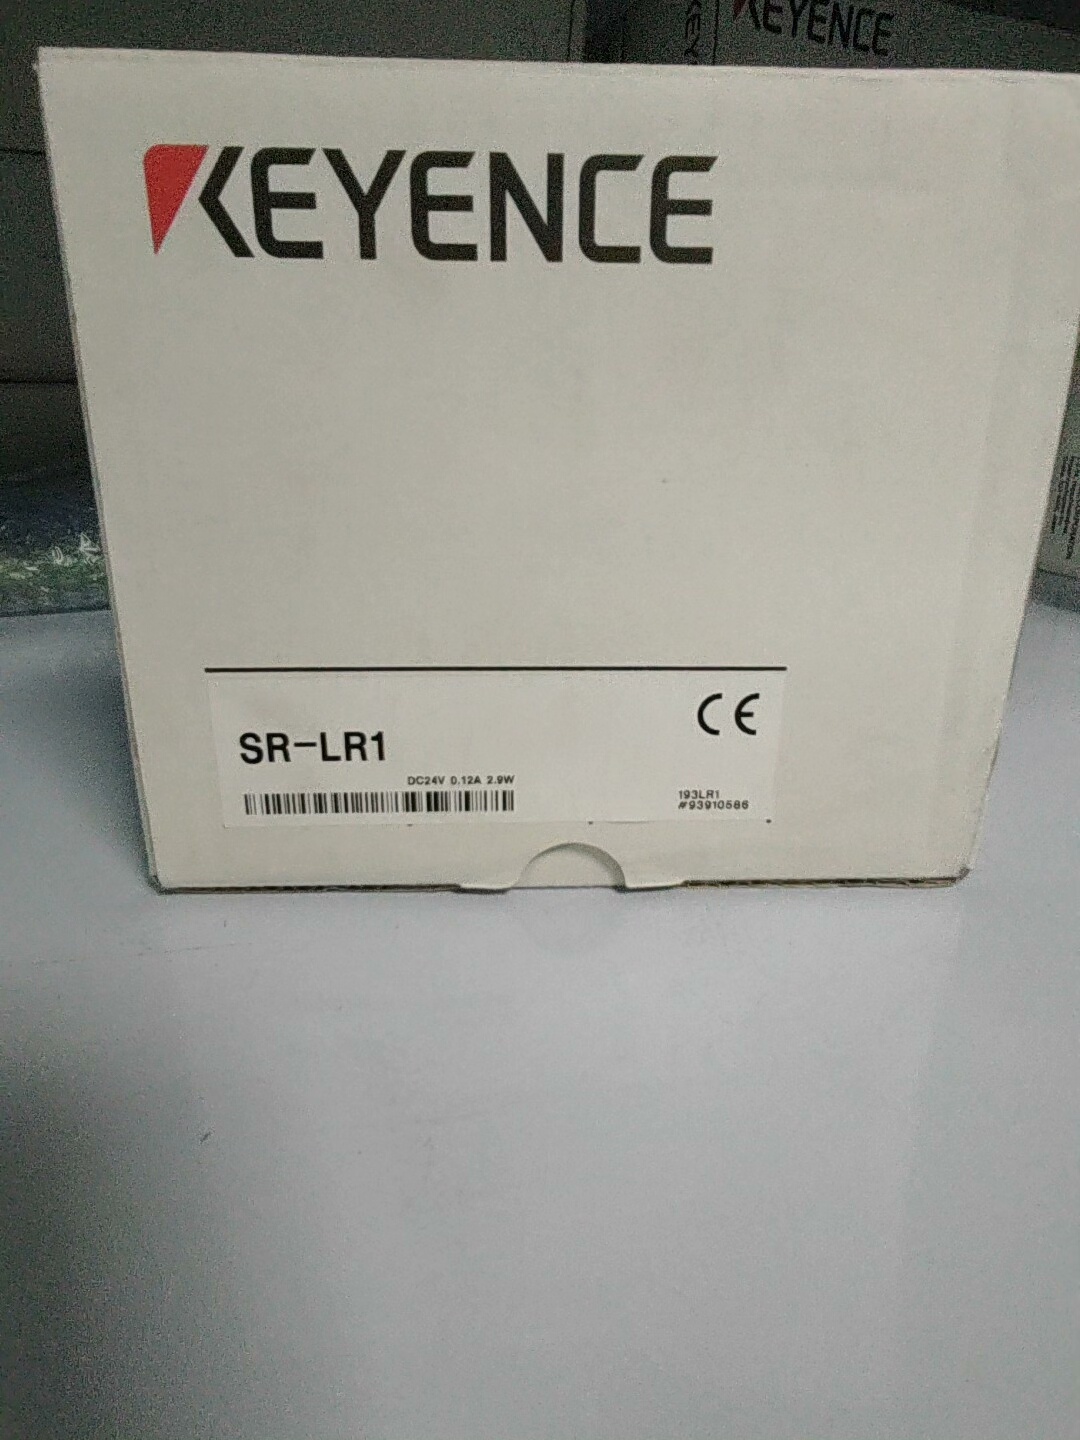 KEYENCE
KEYENCE
SR-LR1
DC24V 0.12A 2.9W
CE
193LR1
#93910586